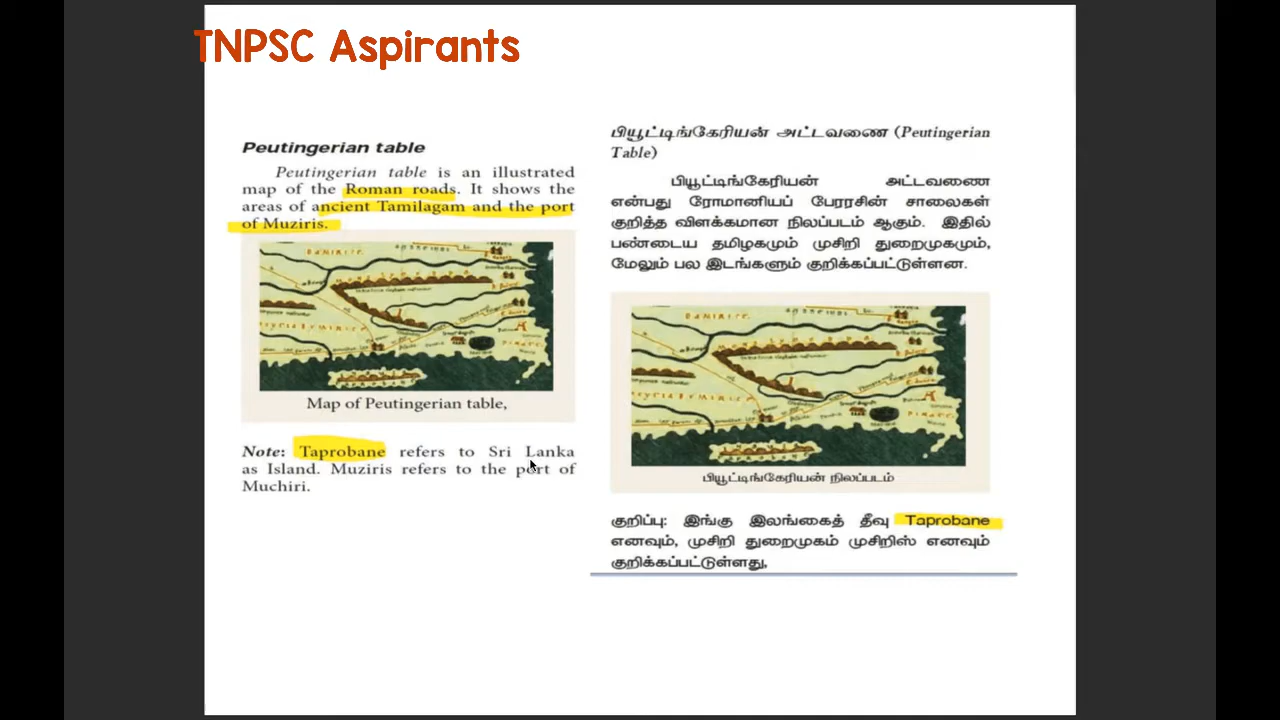 TNPSC Aspirants
Peutingerian table
Peutingerian table is an illustrated
map of the Roman roads. It shows the
areas of ancient Tamilagam and the port
of Muziris.
Map of Peutingerian table,
Note: Taprobane refers to Sri Lanka
as Island. Muziris refers to the port of
Muchiri.
பியூட்டிங்கேரியன் அட்டவணை (Peutingerian
Table)
பியூட்டிங்கேரியன் அட்டவணை
என்பது ரோமானியப் பேரரசின் சாலைகள்
குறித்த விளக்கமான நிலப்படம் ஆகும். இதில்
பண்டைய தமிழகமும் முசிறி துறைமுகமும்,
மேலும் பல இடங்களும் குறிக்கப்பட்டுள்ளன.
பியூட்டிங்கேரியன் நிலப்படம்
குறிப்பு: இங்கு இலங்கைத் தீவு Taprobane
எனவும், முசிறி துறைமுகம் முசிறிஸ் எனவும்
குறிக்கப்பட்டுள்ளது,